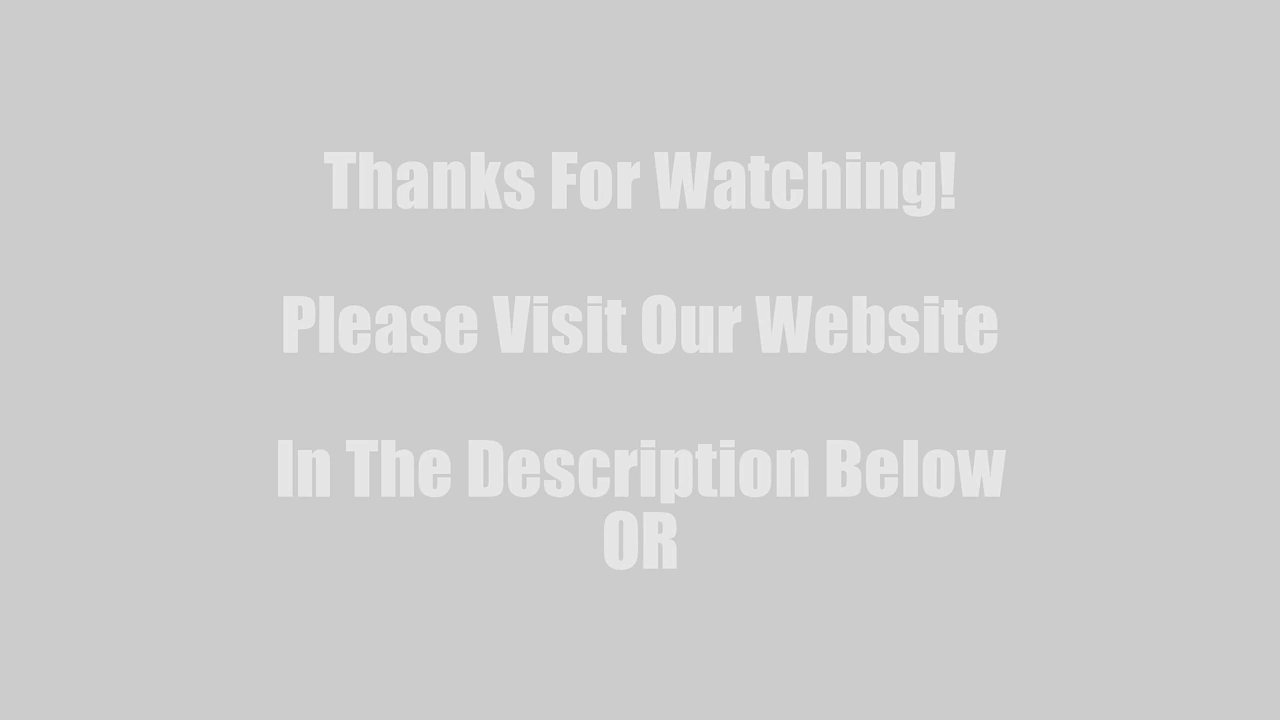 Thanks For Watching!
Please Visit Our Website
In The Description Below
OR